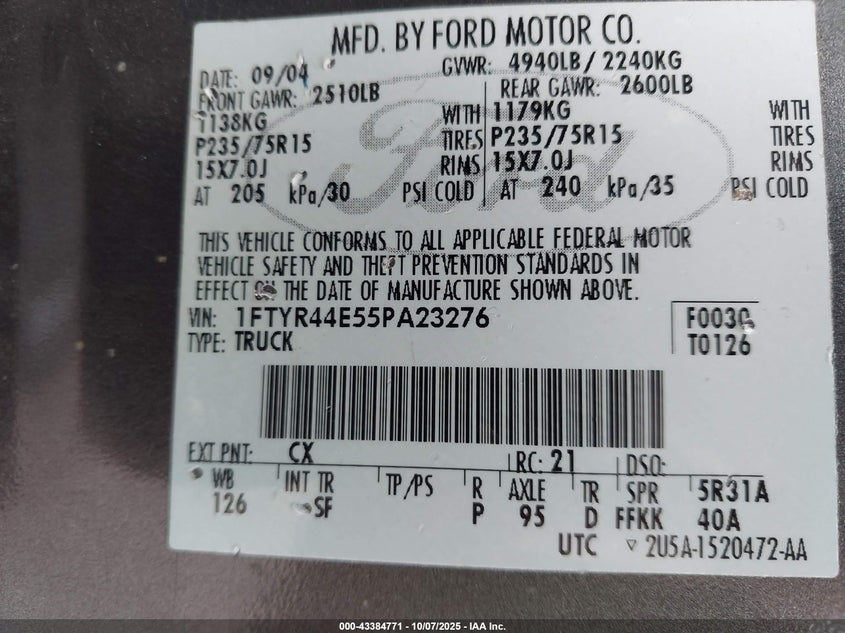 MFD. BY FORD MOTOR CO.
DATE: 09/04 GVWR: 4940LB / 2240KG
FRONT GAWR: 2510LB REAR GAWR: 2600LB
1138KG WITH 1179KG WITH
P235/75R15 TIRES P235/75R15 TIRES
15X7.0J RIMS 15X7.0J RIMS
AT 205 kPa/30 PSI COLD AT 240 kPa/35 PSI COLD
Ford
THIS VEHICLE CONFORMS TO ALL APPLICABLE FEDERAL MOTOR
VEHICLE SAFETY AND THEFT PREVENTION STANDARDS IN
EFFECT ON THE DATE OF MANUFACTURE SHOWN ABOVE.
VIN: 1FTYR44E55PA23276 F0030
TYPE: TRUCK T0126
EXT PNT: CX RC: 21 DSO:
WB INT TR TP/PS R AXLE TR SPR 5R31A
126 SF P 95 D FFKK 40A
UTC ▽ 2U5A-1520472-AA
000-43384771 - 10/07/2025 - IAA Inc.